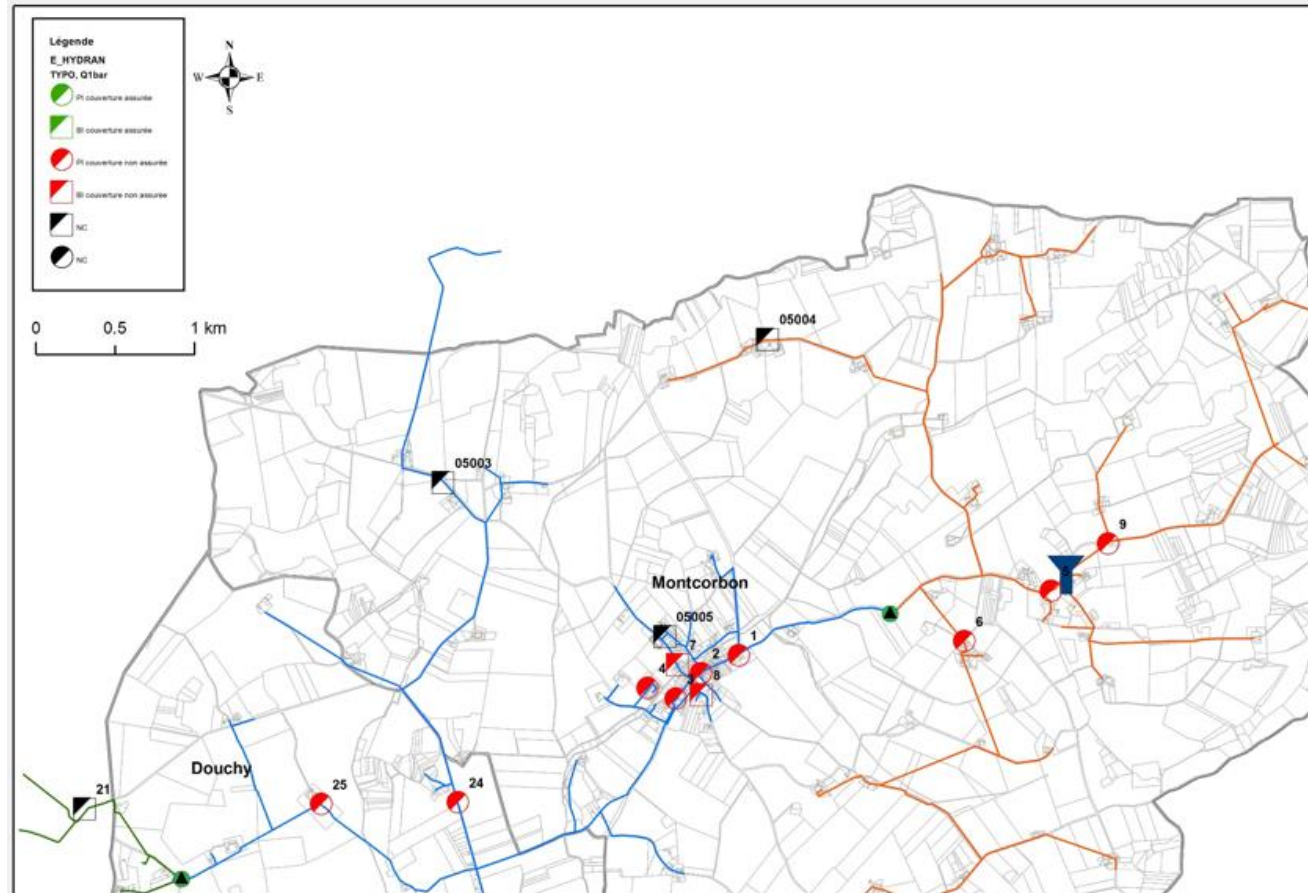 Légende
E_HYDRAN
TYPO, Q1bar
PI couverture assurée
BI couverture assurée
PI couverture non assurée
BI couverture non assurée
NC
NC
N
W E
S
0 0.5 1 km
05004
05003
9
5
Montcorbon
05005
1
6
7
2
4
3
8
Douchy
25
24
21